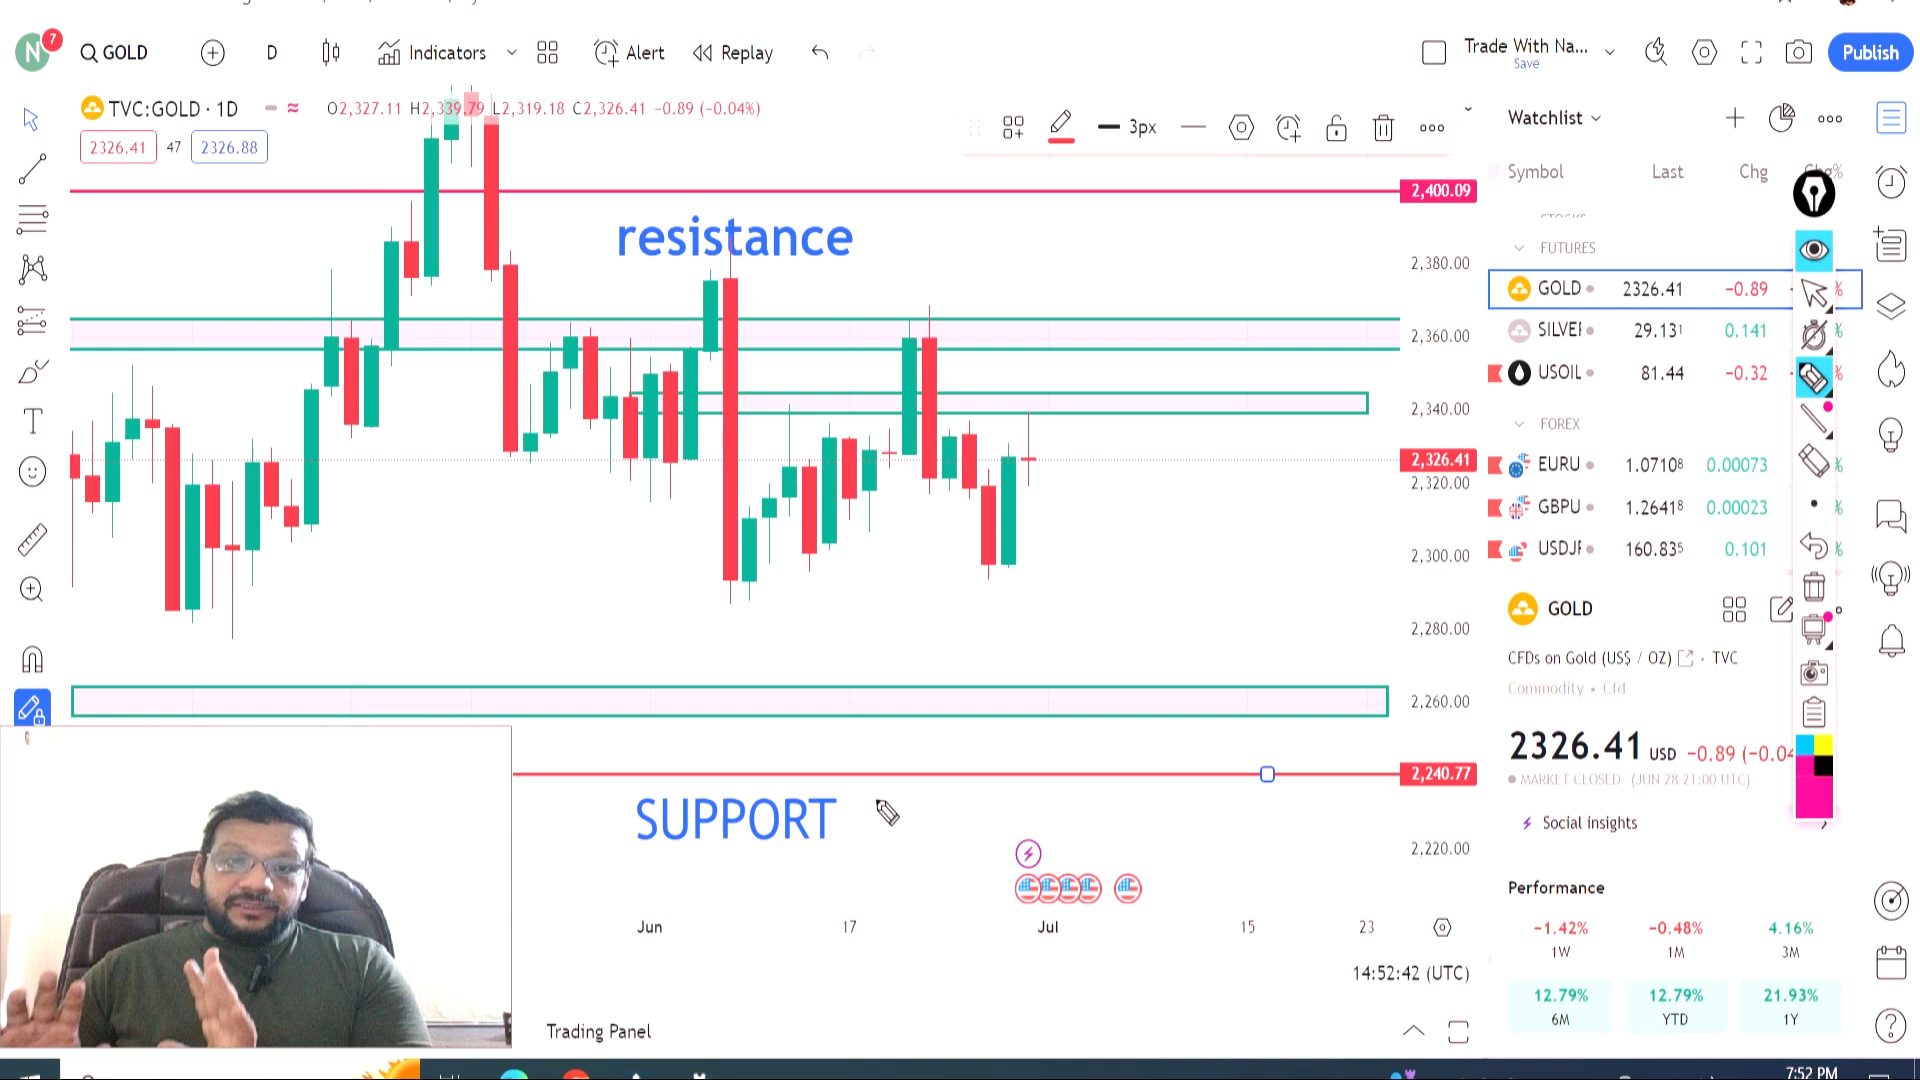 N 7 GOLD D Indicators Alert Replay Trade With Na... Save Publish
TVC:GOLD · 1D O2,327.11 H2,339.79 L2,319.18 C2,326.41 −0.89 (−0.04%)
2326.41 47 2326.88
3px
2,400.09
resistance
2,380.00
2,360.00
2,340.00
2,326.41
2,320.00
2,300.00
2,280.00
2,260.00
2,240.77
SUPPORT
2,220.00
Jun 17 Jul 15 23
14:52:42 (UTC)
Trading Panel
Watchlist
Symbol Last Chg Chg%
FUTURES
GOLD 2326.41 −0.89 %
SILVER 29.131 0.141 %
USOIL 81.44 −0.32 %
FOREX
EURU 1.07108 0.00073 %
GBPU 1.26418 0.00023 %
USDJF 160.835 0.101 %
GOLD
CFDs on Gold (US$ / OZ) • TVC
Commodity • Cfd
2326.41 USD −0.89 (−0.04
MARKET CLOSED (JUN 28 21:00 UTC)
Social insights
Performance
−1.42% −0.48% 4.16%
1W 1M 3M
12.79% 12.79% 21.93%
6M YTD 1Y
7:52 PM